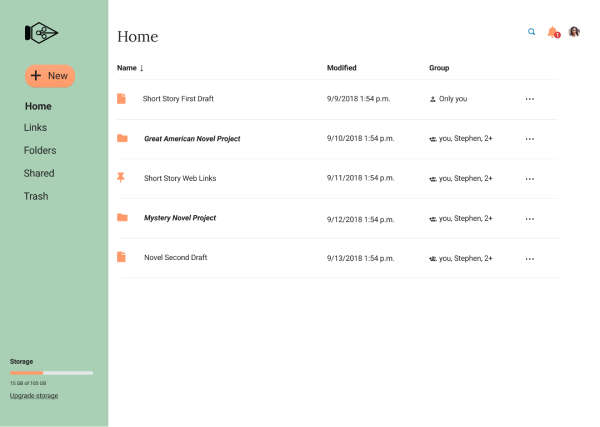 Home
1
+ New
Home
Links
Folders
Shared
Trash
Name ↓ Modified Group
Short Story First Draft 9/9/2018 1:54 p.m. Only you ...
Great American Novel Project 9/10/2018 1:54 p.m. you, Stephen, 2+ ...
Short Story Web Links 9/11/2018 1:54 p.m. you, Stephen, 2+ ...
Mystery Novel Project 9/12/2018 1:54 p.m. you, Stephen, 2+ ...
Novel Second Draft 9/13/2018 1:54 p.m. you, Stephen, 2+ ...
Storage
15 GB of 100 GB
Upgrade storage